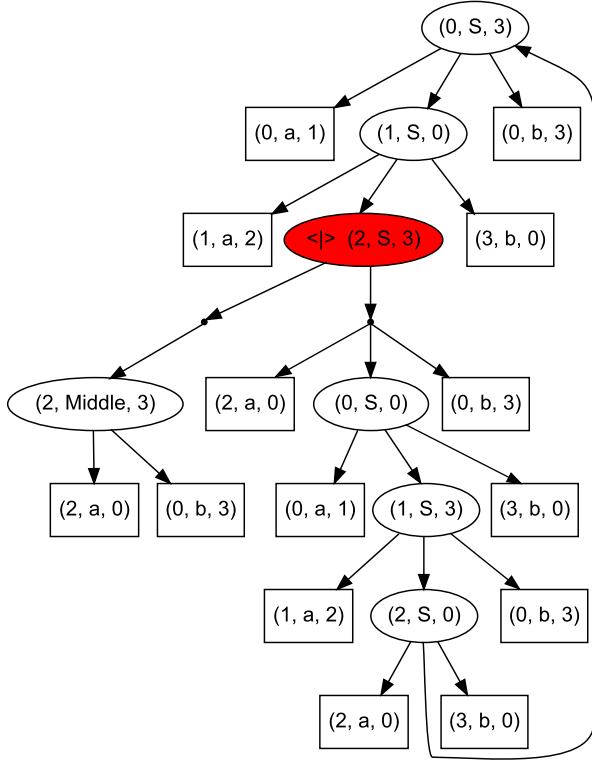 (0, S, 3)
(0, a, 1)
(1, S, 0)
(0, b, 3)
(1, a, 2)
<|> (2, S, 3)
(3, b, 0)
(2, Middle, 3)
(2, a, 0)
(0, S, 0)
(0, b, 3)
(2, a, 0)
(0, b, 3)
(0, a, 1)
(1, S, 3)
(3, b, 0)
(1, a, 2)
(2, S, 0)
(0, b, 3)
(2, a, 0)
(3, b, 0)